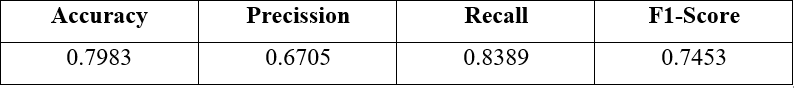 Accuracy Precission Recall F1-Score
0.7983 0.6705 0.8389 0.7453